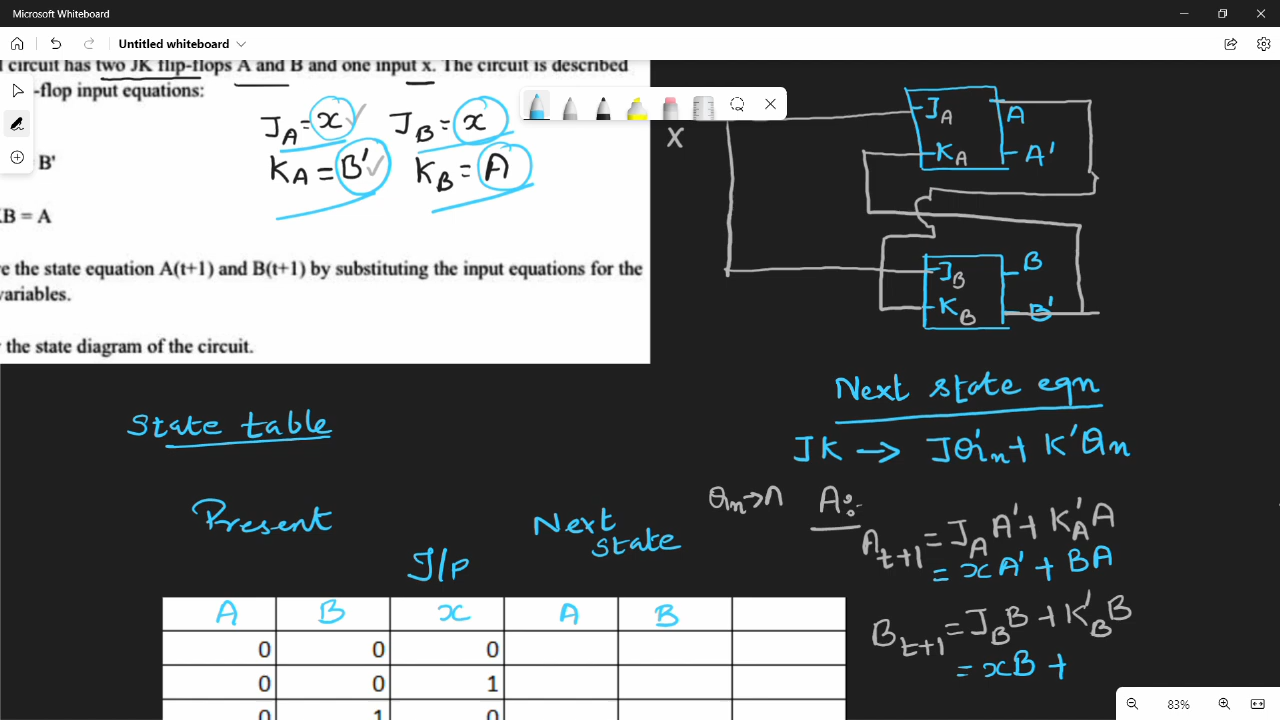 Microsoft Whiteboard
Untitled whiteboard
l circuit has two JK flip-flops A and B and one input x. The circuit is described
-flop input equations:
B'
KB = A
e the state equation A(t+1) and B(t+1) by substituting the input equations for the
variables.
the state diagram of the circuit.
JA = x JB = x
KA = B' KB = A
X
JA A
KA A'
JB B
KB B'
Next state eqn
JK → JQ'n + K'Qn
State table
Qn→A A:
At+1 = JA A' + K'A A
= xA' + BA
Bt+1 = JB B + K'B B
= xB +
Present
Next
state
I/P
A B x A B
0 0 0
0 0 1
0 1 0
83%